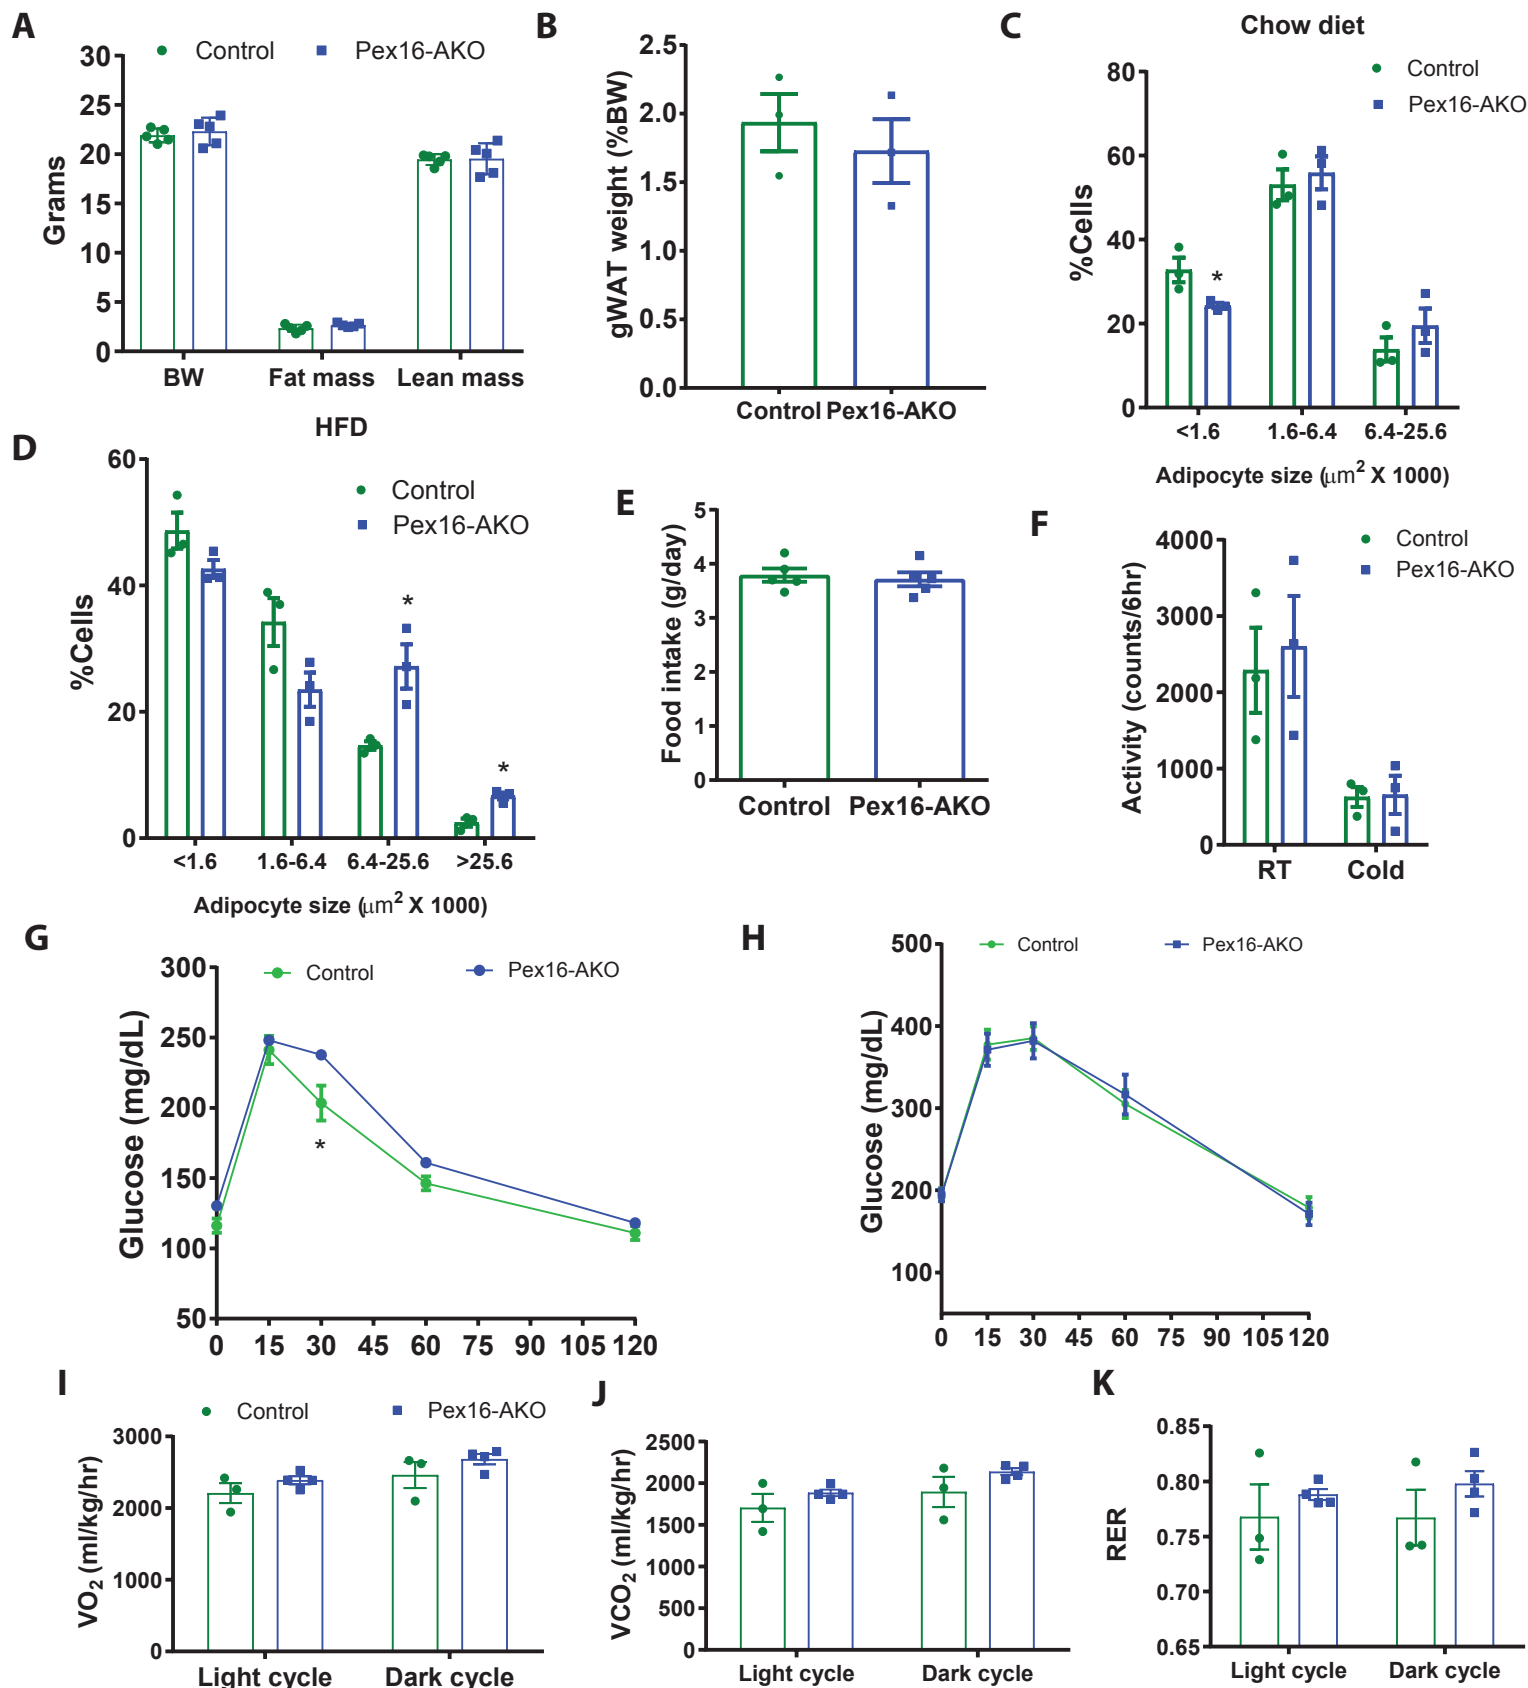 A
Control
Pex16-AKO
Grams
30
25
20
15
10
5
0
BW
Fat mass
Lean mass
B
gWAT weight (%BW)
2.5
2.0
1.5
1.0
0.5
0.0
Control
Pex16-AKO
C
Chow diet
Control
Pex16-AKO
%Cells
80
60
40
20
0
<1.6
1.6-6.4
6.4-25.6
*
Adipocyte size (μm² X 1000)
D
HFD
Control
Pex16-AKO
%Cells
60
40
20
0
*
*
<1.6
1.6-6.4
6.4-25.6
>25.6
Adipocyte size (μm² X 1000)
E
Food intake (g/day)
5
4
3
2
1
0
Control
Pex16-AKO
F
Control
Pex16-AKO
Activity (counts/6hr)
4000
3000
2000
1000
0
RT
Cold
G
Control
Pex16-AKO
Glucose (mg/dL)
300
250
200
150
100
50
*
0 15 30 45 60 75 90 105 120
H
Control
Pex16-AKO
Glucose (mg/dL)
500
400
300
200
100
0 15 30 45 60 75 90 105 120
I
Control
Pex16-AKO
VO₂ (ml/kg/hr)
3000
2000
1000
0
Light cycle
Dark cycle
J
VCO₂ (ml/kg/hr)
2500
2000
1500
1000
500
0
Light cycle
Dark cycle
K
RER
0.85
0.80
0.75
0.70
0.65
Light cycle
Dark cycle